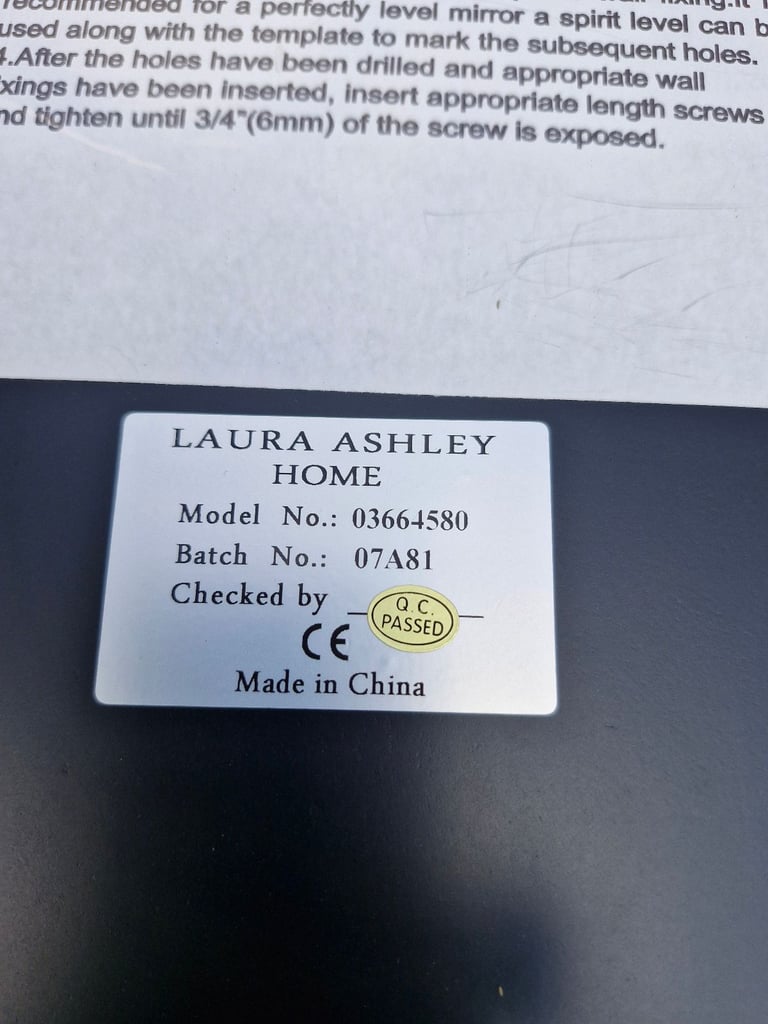 recommended for a perfectly level mirror a spirit level can b
used along with the template to mark the subsequent holes.
4.After the holes have been drilled and appropriate wall
ixings have been inserted, insert appropriate length screws
nd tighten until 3/4"(6mm) of the screw is exposed.
LAURA ASHLEY
HOME
Model No.: 03664580
Batch No.: 07A81
Checked by
Q.C.
PASSED
CE
Made in China